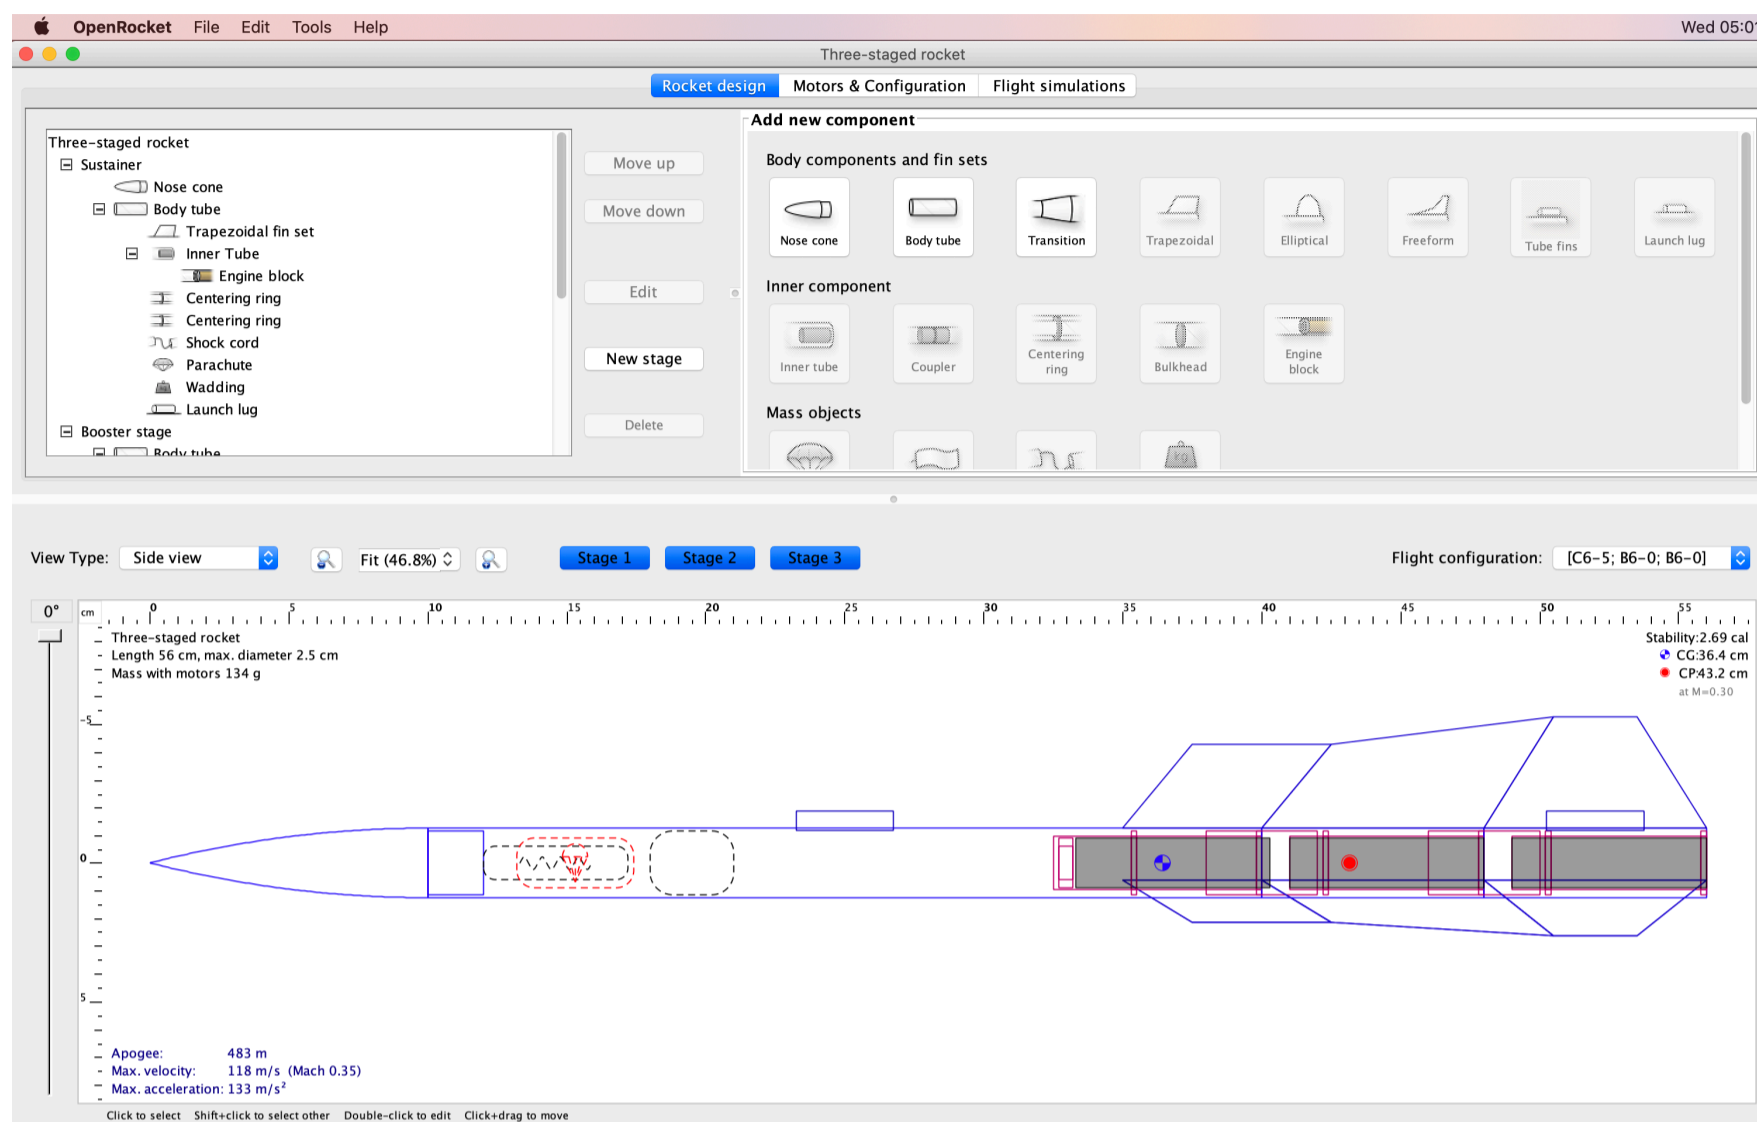 OpenRocket File Edit Tools Help Wed 05:01
Three-staged rocket
Rocket design Motors & Configuration Flight simulations
Three-staged rocket
Sustainer
Nose cone
Body tube
Trapezoidal fin set
Inner Tube
Engine block
Centering ring
Centering ring
Shock cord
Parachute
Wadding
Launch lug
Booster stage
Body tube
Move up
Move down
Edit
New stage
Delete
Add new component
Body components and fin sets
Nose cone Body tube Transition Trapezoidal Elliptical Freeform Tube fins Launch lug
Inner component
Inner tube Coupler Centering ring Bulkhead Engine block
Mass objects
kg
View Type: Side view Fit (46.8%) Stage 1 Stage 2 Stage 3 Flight configuration: [C6-5; B6-0; B6-0]
0° cm 0 5 10 15 20 25 30 35 40 45 50 55
Three-staged rocket
Length 56 cm, max. diameter 2.5 cm
Mass with motors 134 g
Stability:2.69 cal
CG:36.4 cm
CP:43.2 cm
at M=0.30
-5
0
5
Apogee: 483 m
Max. velocity: 118 m/s (Mach 0.35)
Max. acceleration: 133 m/s²
Click to select Shift+click to select other Double-click to edit Click+drag to move